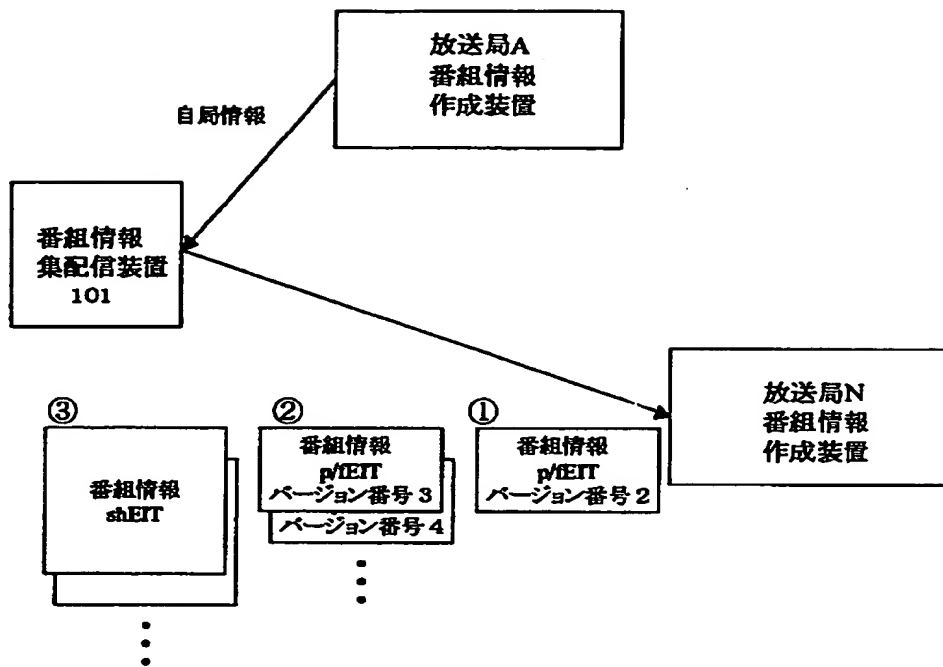 放送局A
番組情報
作成装置
自局情報
番組情報
集配信装置
101
放送局N
番組情報
作成装置
③
番組情報
shEIT
②
番組情報
p/fEIT
バージョン番号3
バージョン番号4
①
番組情報
p/fEIT
バージョン番号2